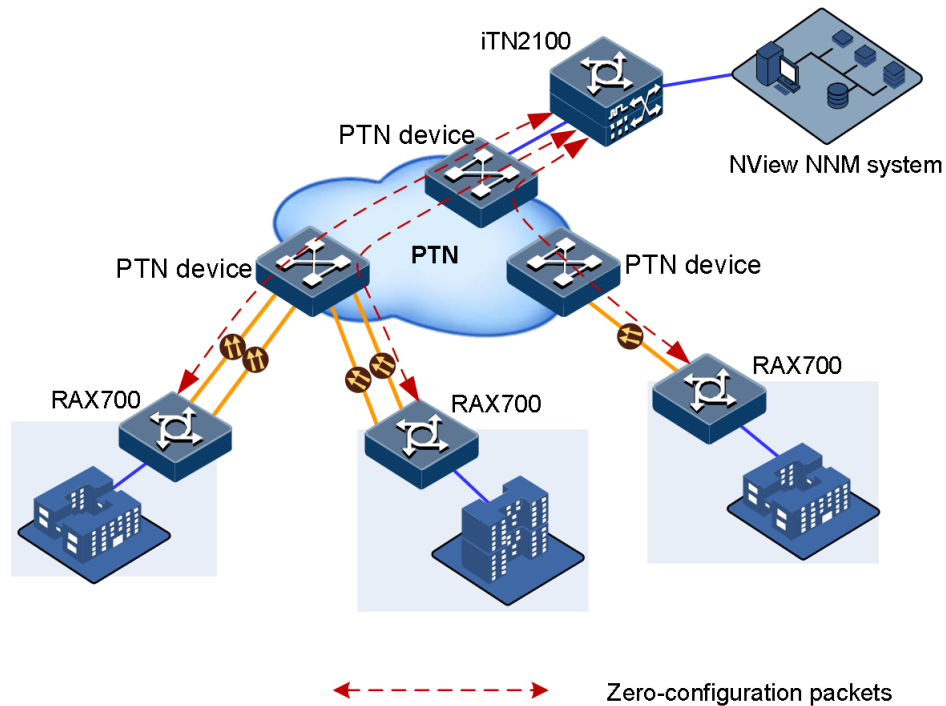 iTN2100
PTN device
NView NNM system
PTN
PTN device
PTN device
RAX700
RAX700
RAX700
Zero-configuration packets